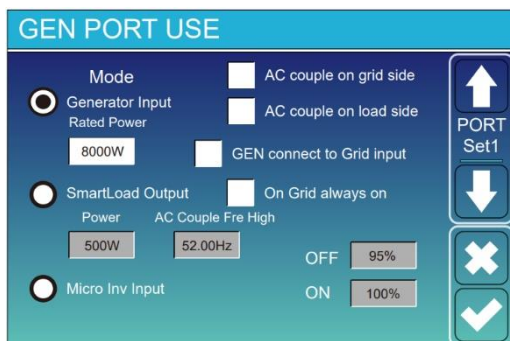 GEN PORT USE
Mode
AC couple on grid side
Generator Input
AC couple on load side
Rated Power
PORT
Set1
8000W
GEN connect to Grid input
SmartLoad Output
On Grid always on
Power
AC Couple Fre High
500W
52.00Hz
OFF
95%
Micro Inv Input
ON
100%